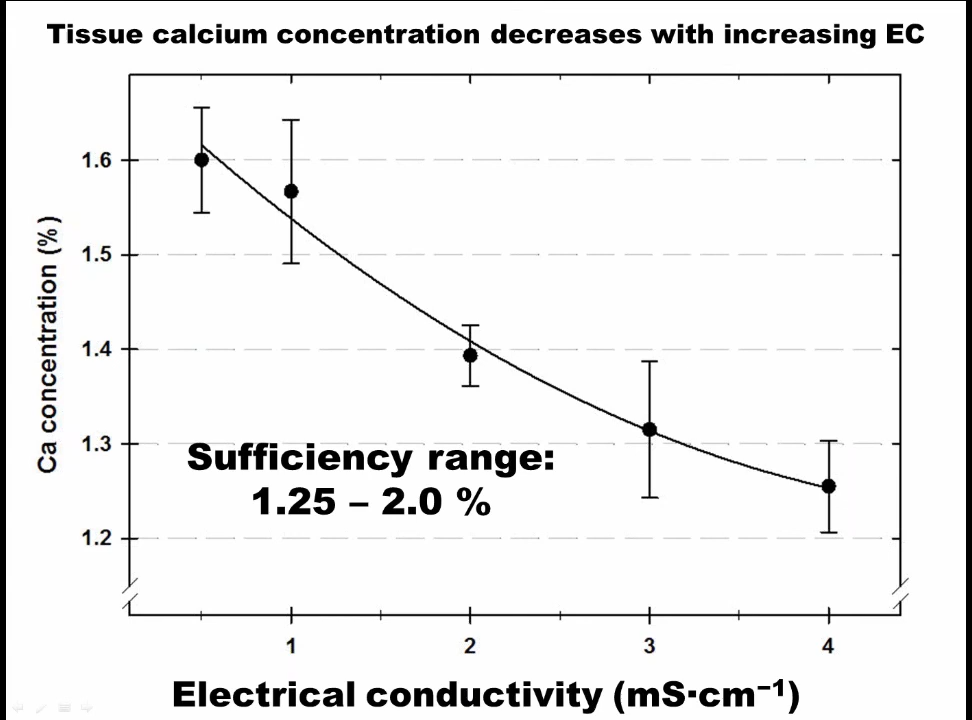 Tissue calcium concentration decreases with increasing EC
Ca concentration (%)
1.6
1.5
1.4
1.3
1.2
Sufficiency range:
1.25 – 2.0 %
1 2 3 4
Electrical conductivity (mS·cm⁻¹)